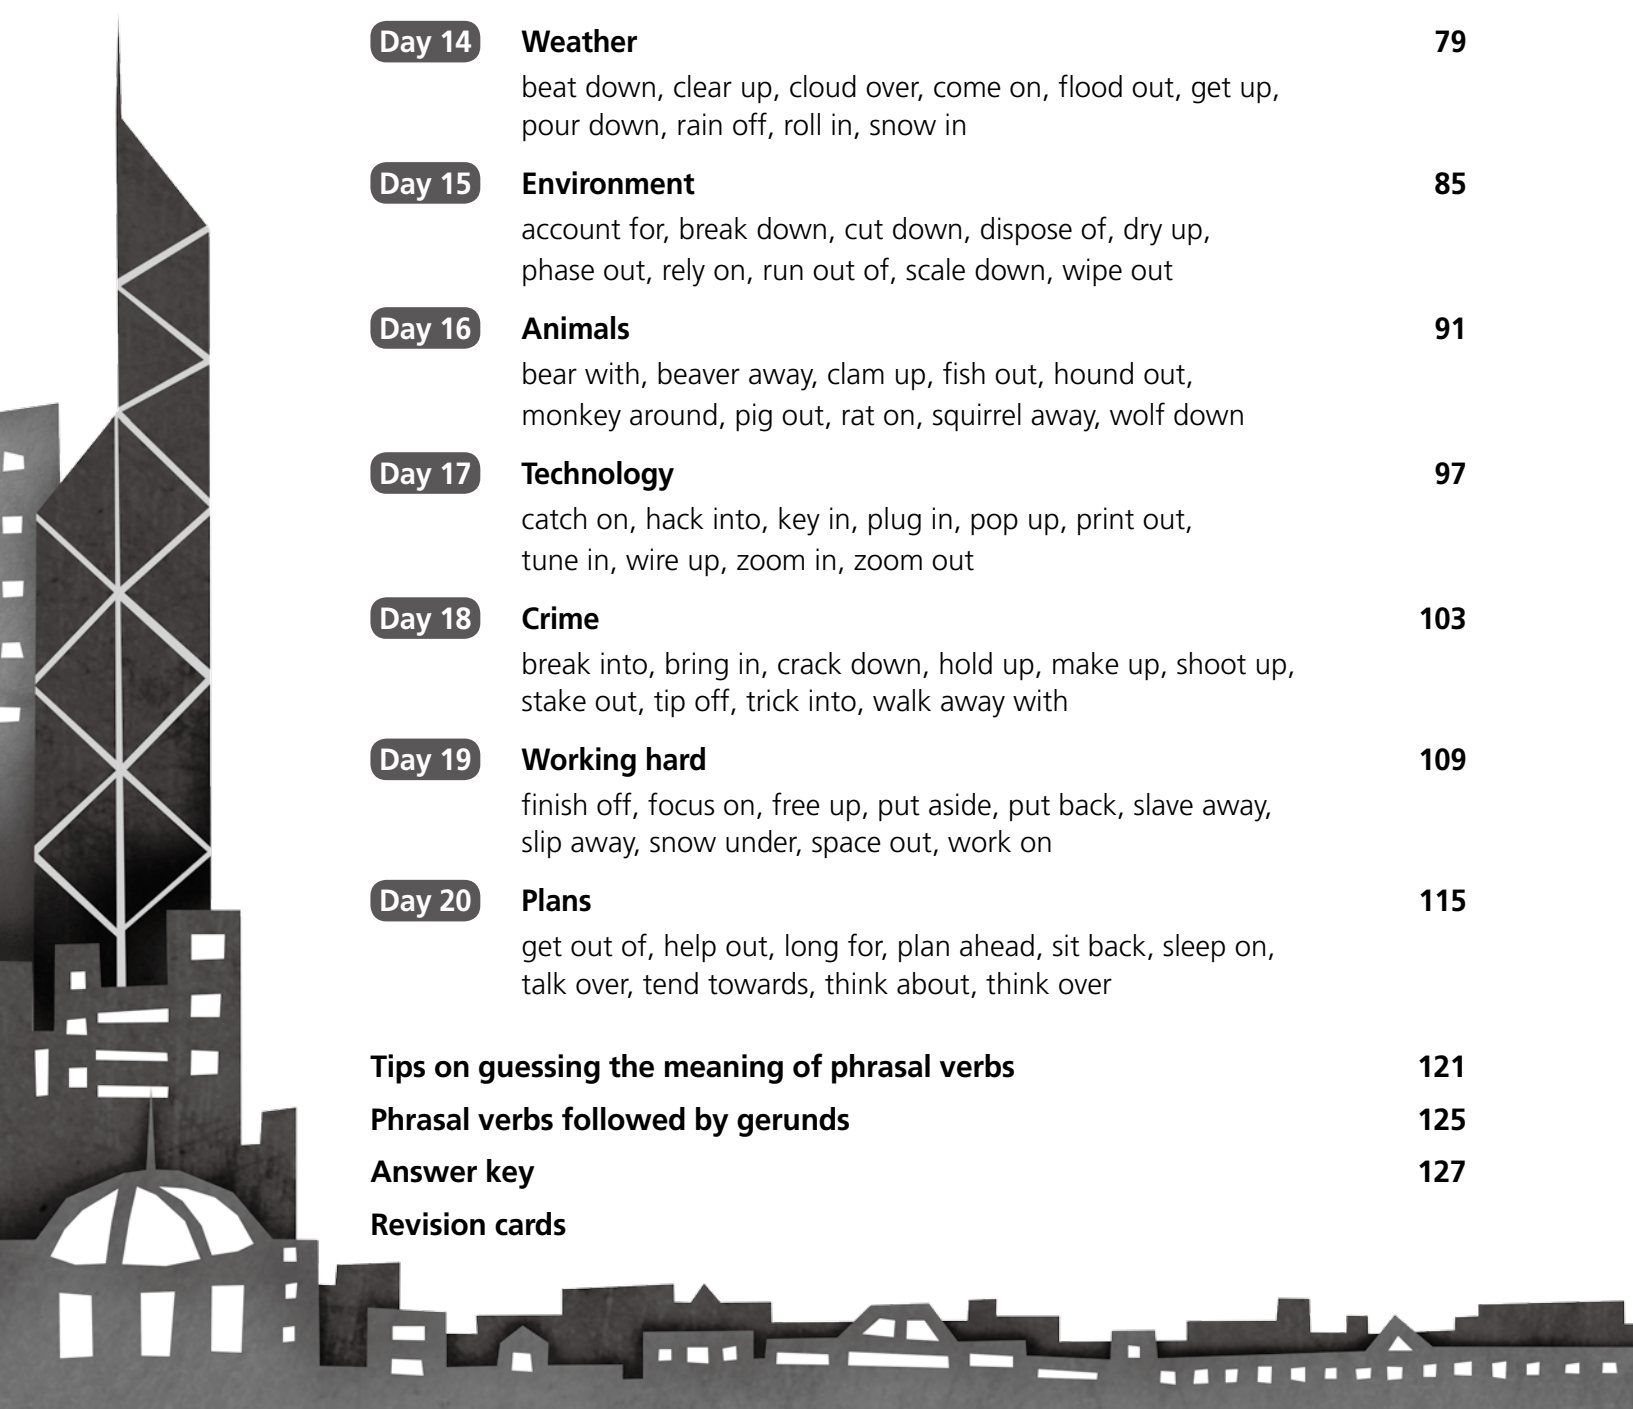 Day 14 Weather 79
beat down, clear up, cloud over, come on, flood out, get up,
pour down, rain off, roll in, snow in
Day 15 Environment 85
account for, break down, cut down, dispose of, dry up,
phase out, rely on, run out of, scale down, wipe out
Day 16 Animals 91
bear with, beaver away, clam up, fish out, hound out,
monkey around, pig out, rat on, squirrel away, wolf down
Day 17 Technology 97
catch on, hack into, key in, plug in, pop up, print out,
tune in, wire up, zoom in, zoom out
Day 18 Crime 103
break into, bring in, crack down, hold up, make up, shoot up,
stake out, tip off, trick into, walk away with
Day 19 Working hard 109
finish off, focus on, free up, put aside, put back, slave away,
slip away, snow under, space out, work on
Day 20 Plans 115
get out of, help out, long for, plan ahead, sit back, sleep on,
talk over, tend towards, think about, think over
Tips on guessing the meaning of phrasal verbs 121
Phrasal verbs followed by gerunds 125
Answer key 127
Revision cards